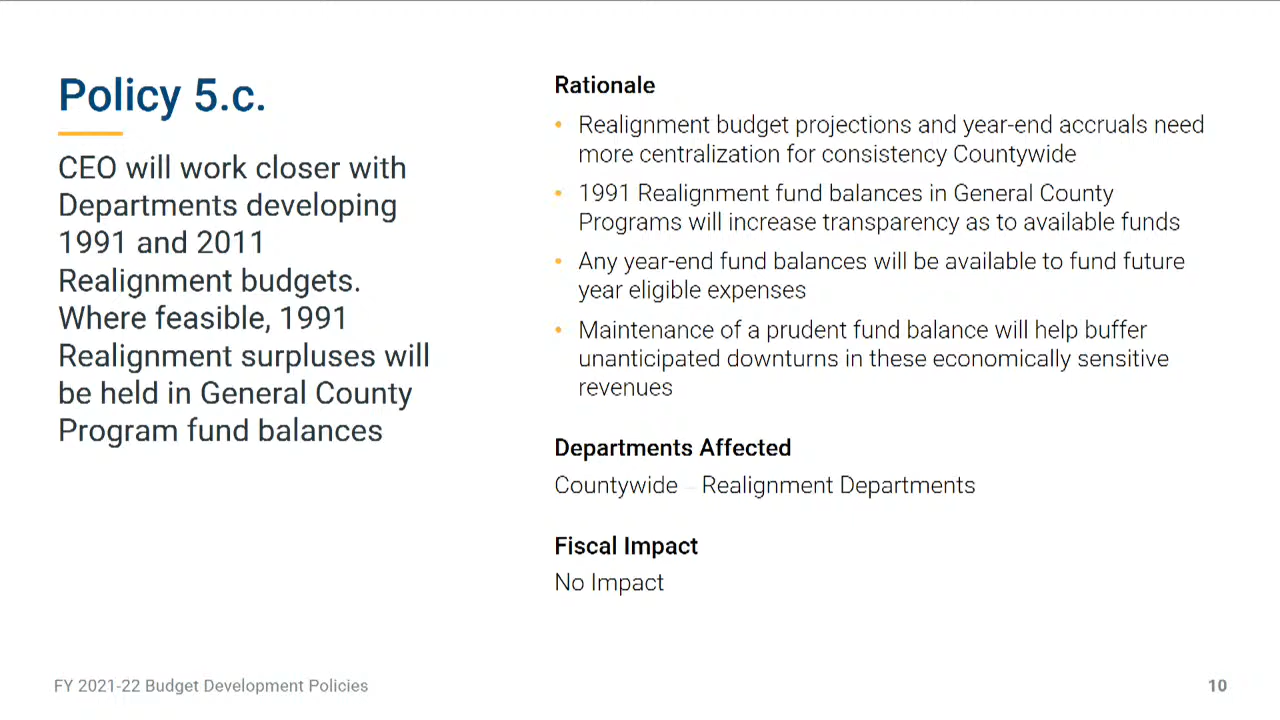 Policy 5.c.
CEO will work closer with
Departments developing
1991 and 2011
Realignment budgets.
Where feasible, 1991
Realignment surpluses will
be held in General County
Program fund balances
Rationale
• Realignment budget projections and year-end accruals need
more centralization for consistency Countywide
• 1991 Realignment fund balances in General County
Programs will increase transparency as to available funds
• Any year-end fund balances will be available to fund future
year eligible expenses
• Maintenance of a prudent fund balance will help buffer
unanticipated downturns in these economically sensitive
revenues
Departments Affected
Countywide – Realignment Departments
Fiscal Impact
No Impact
FY 2021-22 Budget Development Policies
10